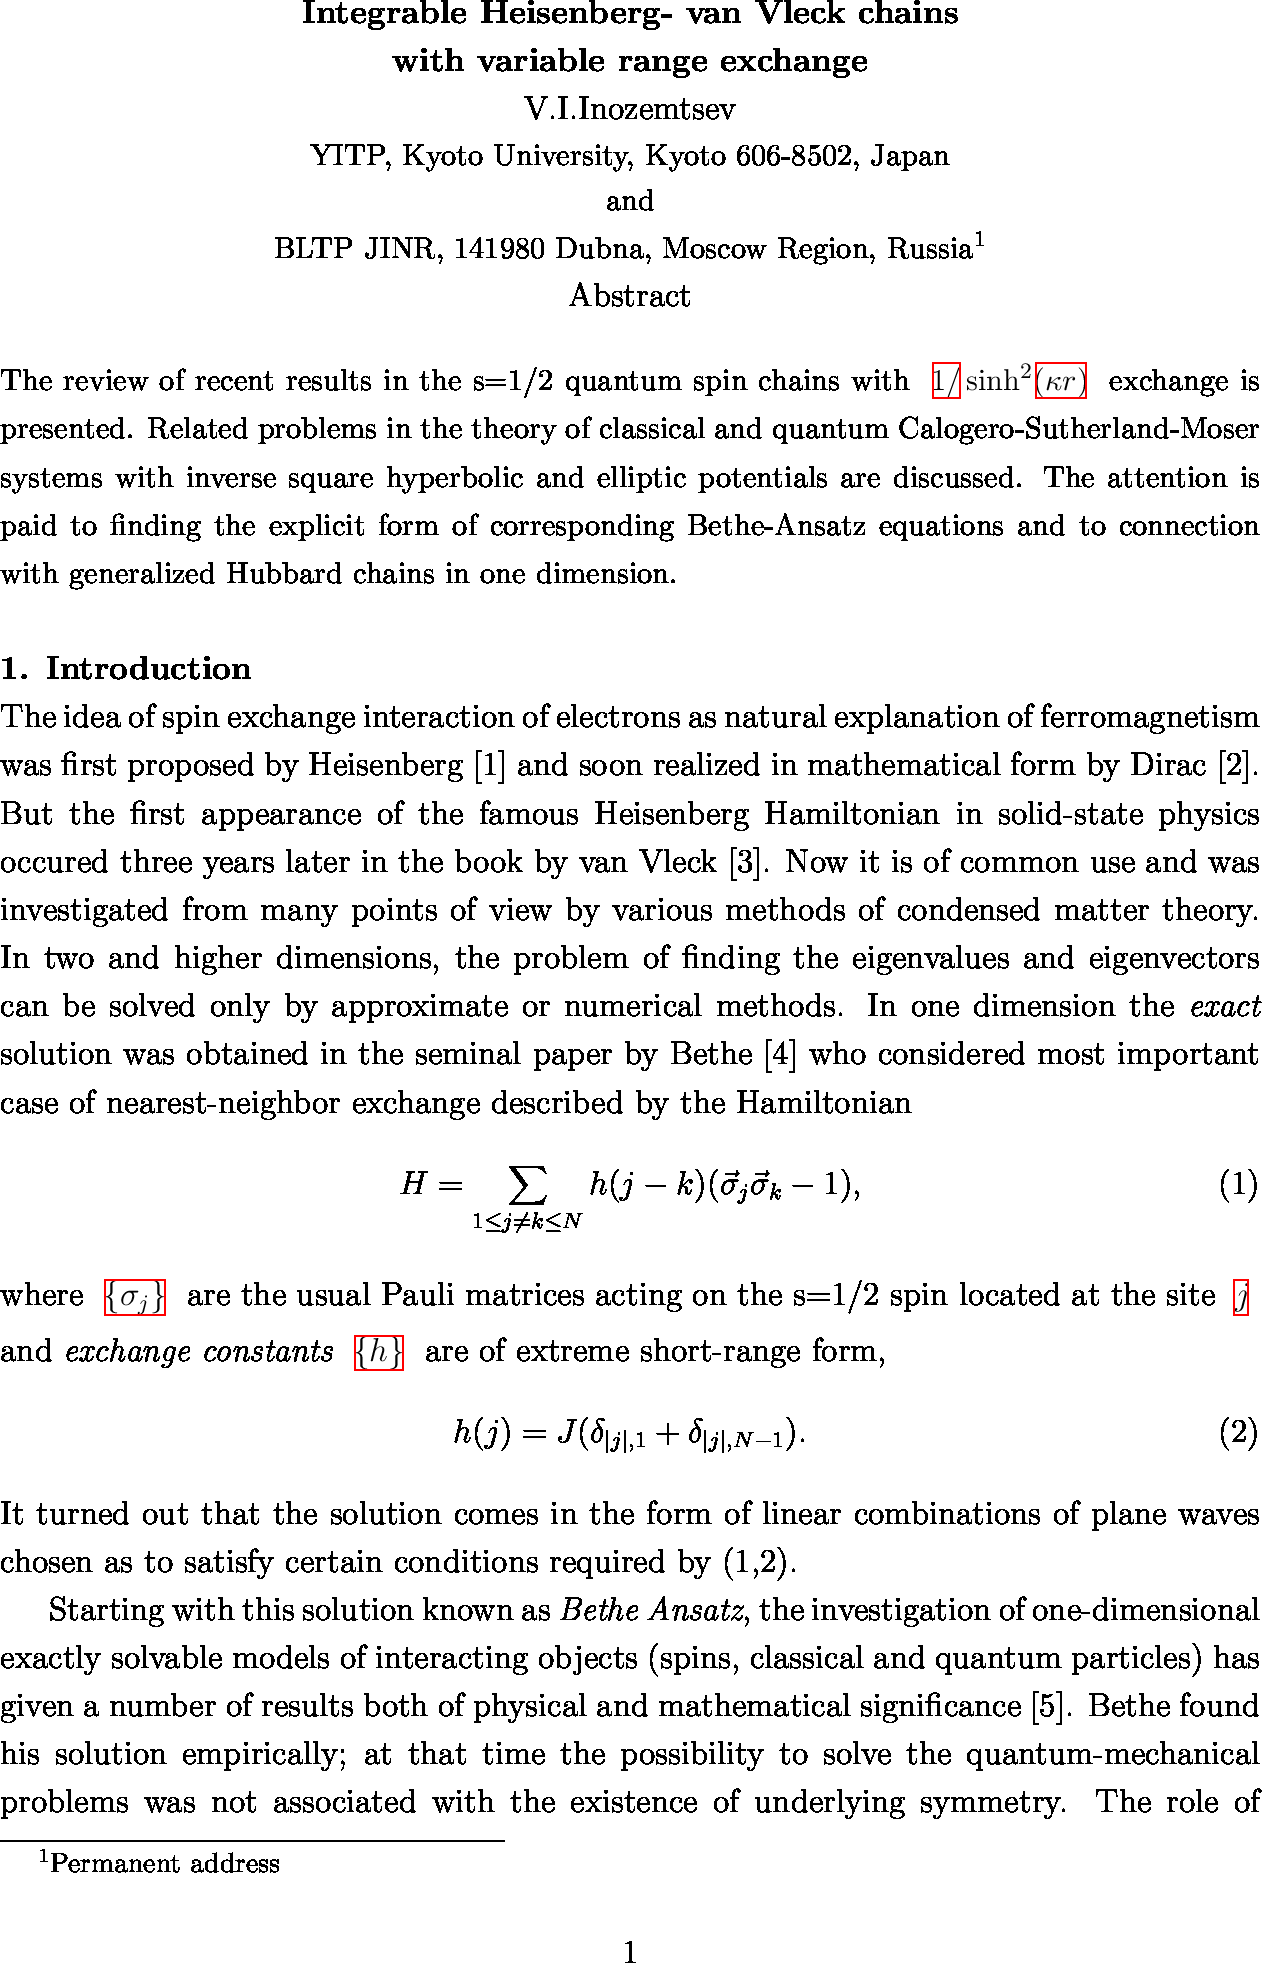 Integrable Heisenberg- van Vleck chains
with variable range exchange
V.I.Inozemtsev
YITP, Kyoto University, Kyoto 606-8502, Japan
and
BLTP JINR, 141980 Dubna, Moscow Region, Russia¹
Abstract
The review of recent results in the s=1/2 quantum spin chains with 1/ sinh²(κr) exchange is
presented. Related problems in the theory of classical and quantum Calogero-Sutherland-Moser
systems with inverse square hyperbolic and elliptic potentials are discussed. The attention is
paid to finding the explicit form of corresponding Bethe-Ansatz equations and to connection
with generalized Hubbard chains in one dimension.
1. Introduction
The idea of spin exchange interaction of electrons as natural explanation of ferromagnetism
was first proposed by Heisenberg [1] and soon realized in mathematical form by Dirac [2].
But the first appearance of the famous Heisenberg Hamiltonian in solid-state physics
occured three years later in the book by van Vleck [3]. Now it is of common use and was
investigated from many points of view by various methods of condensed matter theory.
In two and higher dimensions, the problem of finding the eigenvalues and eigenvectors
can be solved only by approximate or numerical methods. In one dimension the exact
solution was obtained in the seminal paper by Bethe [4] who considered most important
case of nearest-neighbor exchange described by the Hamiltonian
$H = \sum_{1 \leq j \neq k \leq N} h(j - k)(\vec{\sigma}_j \vec{\sigma}_k - 1),$ (1)
where {σ_j} are the usual Pauli matrices acting on the s=1/2 spin located at the site j
and exchange constants {h} are of extreme short-range form,
$h(j) = J(\delta_{|j|,1} + \delta_{|j|,N-1}).$ (2)
It turned out that the solution comes in the form of linear combinations of plane waves
chosen as to satisfy certain conditions required by (1,2).
Starting with this solution known as Bethe Ansatz, the investigation of one-dimensional
exactly solvable models of interacting objects (spins, classical and quantum particles) has
given a number of results both of physical and mathematical significance [5]. Bethe found
his solution empirically; at that time the possibility to solve the quantum-mechanical
problems was not associated with the existence of underlying symmetry. The role of
¹Permanent address
1